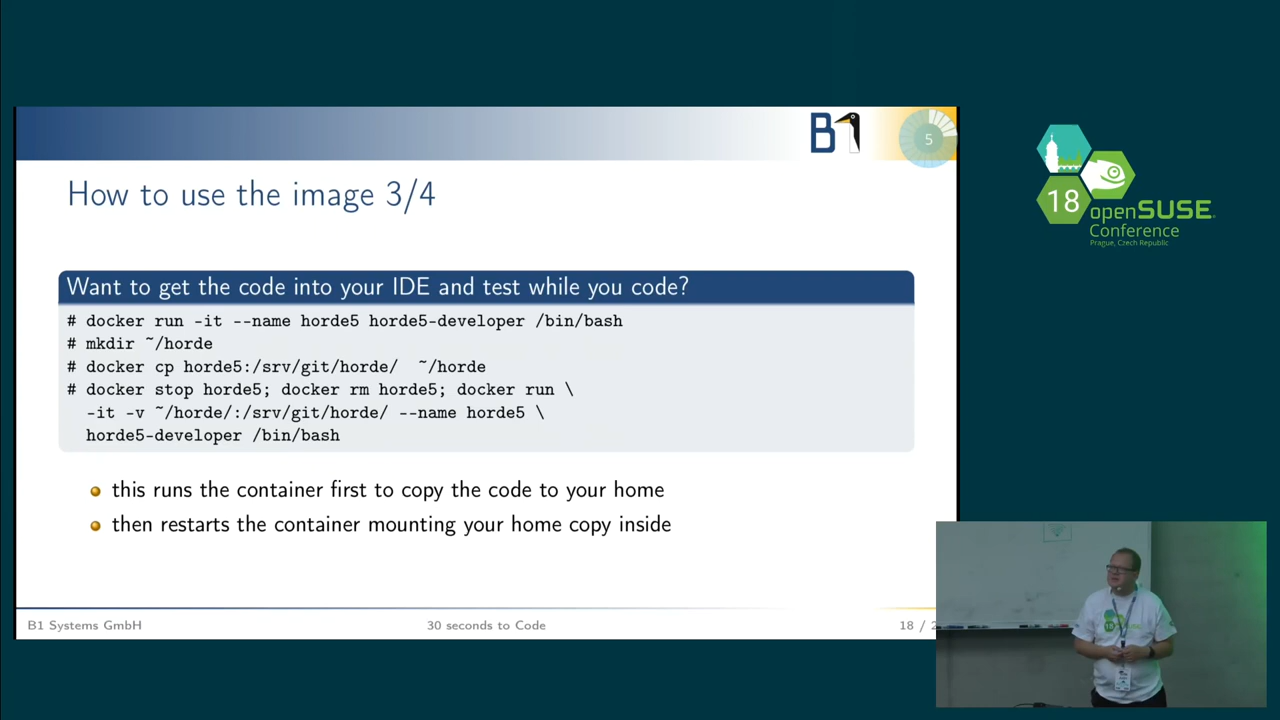 B1
5
How to use the image 3/4
Want to get the code into your IDE and test while you code?
# docker run -it --name horde5 horde5-developer /bin/bash
# mkdir ~/horde
# docker cp horde5:/srv/git/horde/ ~/horde
# docker stop horde5; docker rm horde5; docker run \
-it -v ~/horde/:/srv/git/horde/ --name horde5 \
horde5-developer /bin/bash
this runs the container first to copy the code to your home
then restarts the container mounting your home copy inside
B1 Systems GmbH
30 seconds to Code
18 / 2
18
openSUSE
Conference
Prague, Czech Republic